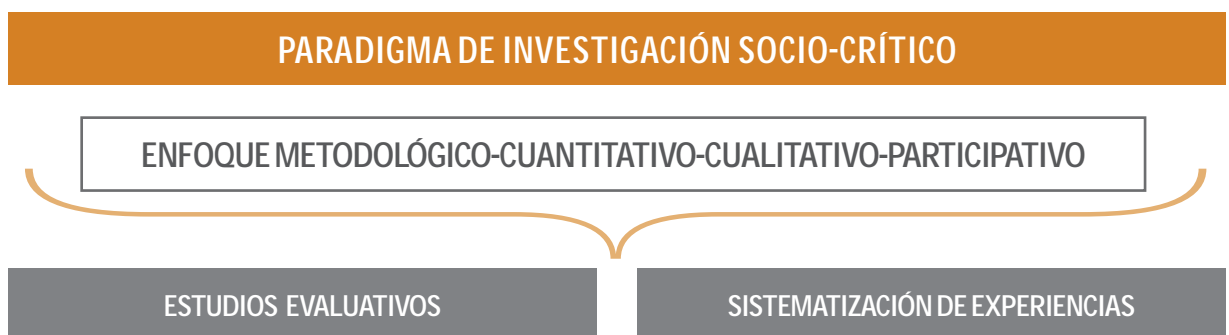 PARADIGMA DE INVESTIGACIÓN SOCIO-CRÍTICO
ENFOQUE METODOLÓGICO-CUANTITATIVO-CUALITATIVO-PARTICIPATIVO
ESTUDIOS EVALUATIVOS
SISTEMATIZACIÓN DE EXPERIENCIAS